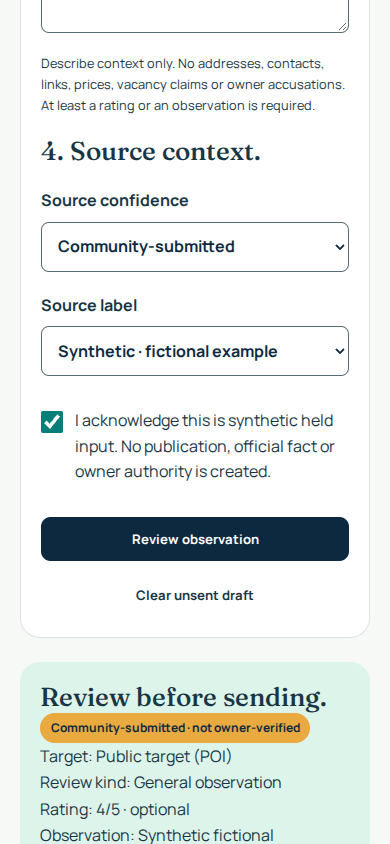 Describe context only. No addresses, contacts,
links, prices, vacancy claims or owner accusations.
At least a rating or an observation is required.
4. Source context.
Source confidence
Community-submitted
Source label
Synthetic · fictional example
I acknowledge this is synthetic held
input. No publication, official fact or
owner authority is created.
Review observation
Clear unsent draft
Review before sending.
Community-submitted · not owner-verified
Target: Public target (POI)
Review kind: General observation
Rating: 4/5 · optional
Observation: Synthetic fictional